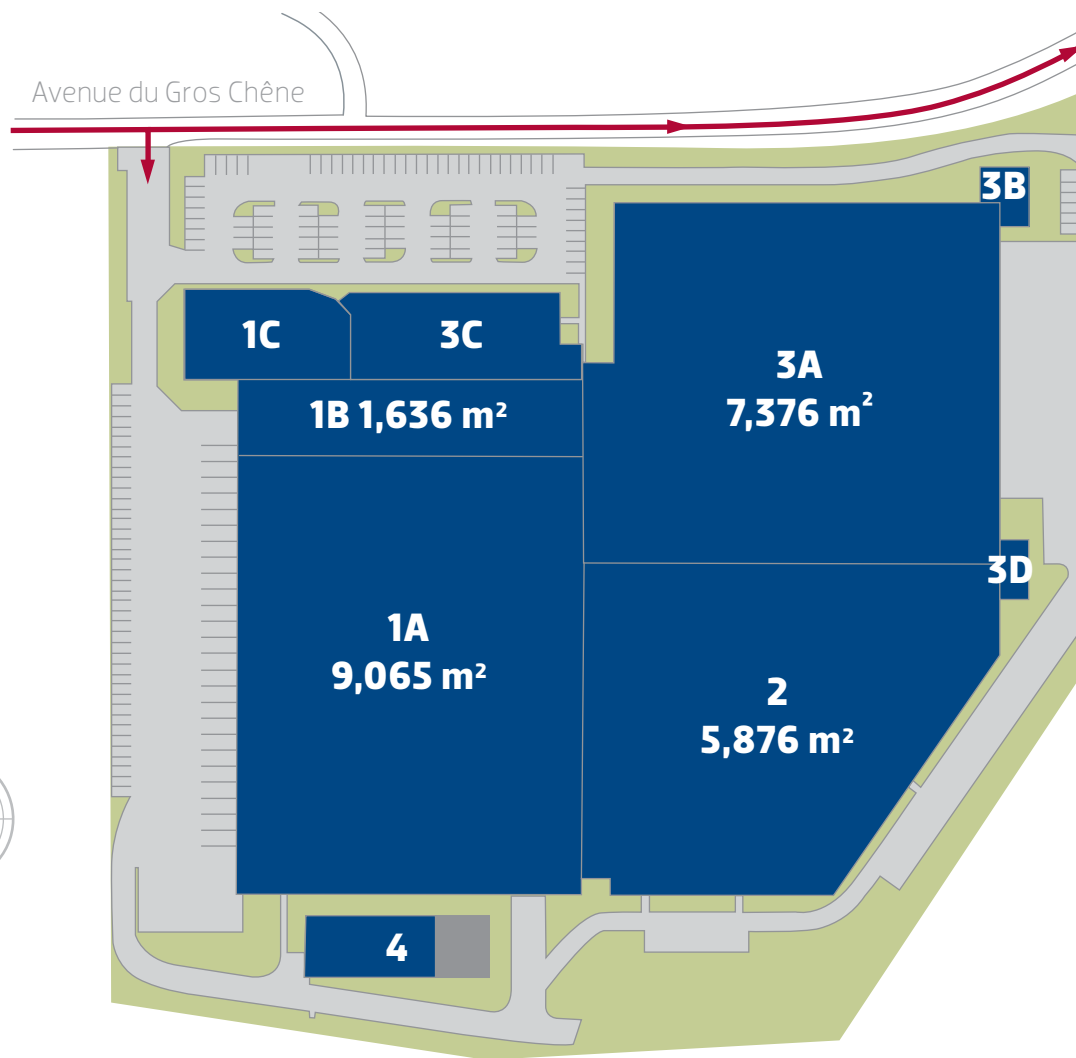 Avenue du Gros Chêne
3B
1C
3C
3A
7,376 m²
1B 1,636 m²
3D
1A
9,065 m²
2
5,876 m²
4